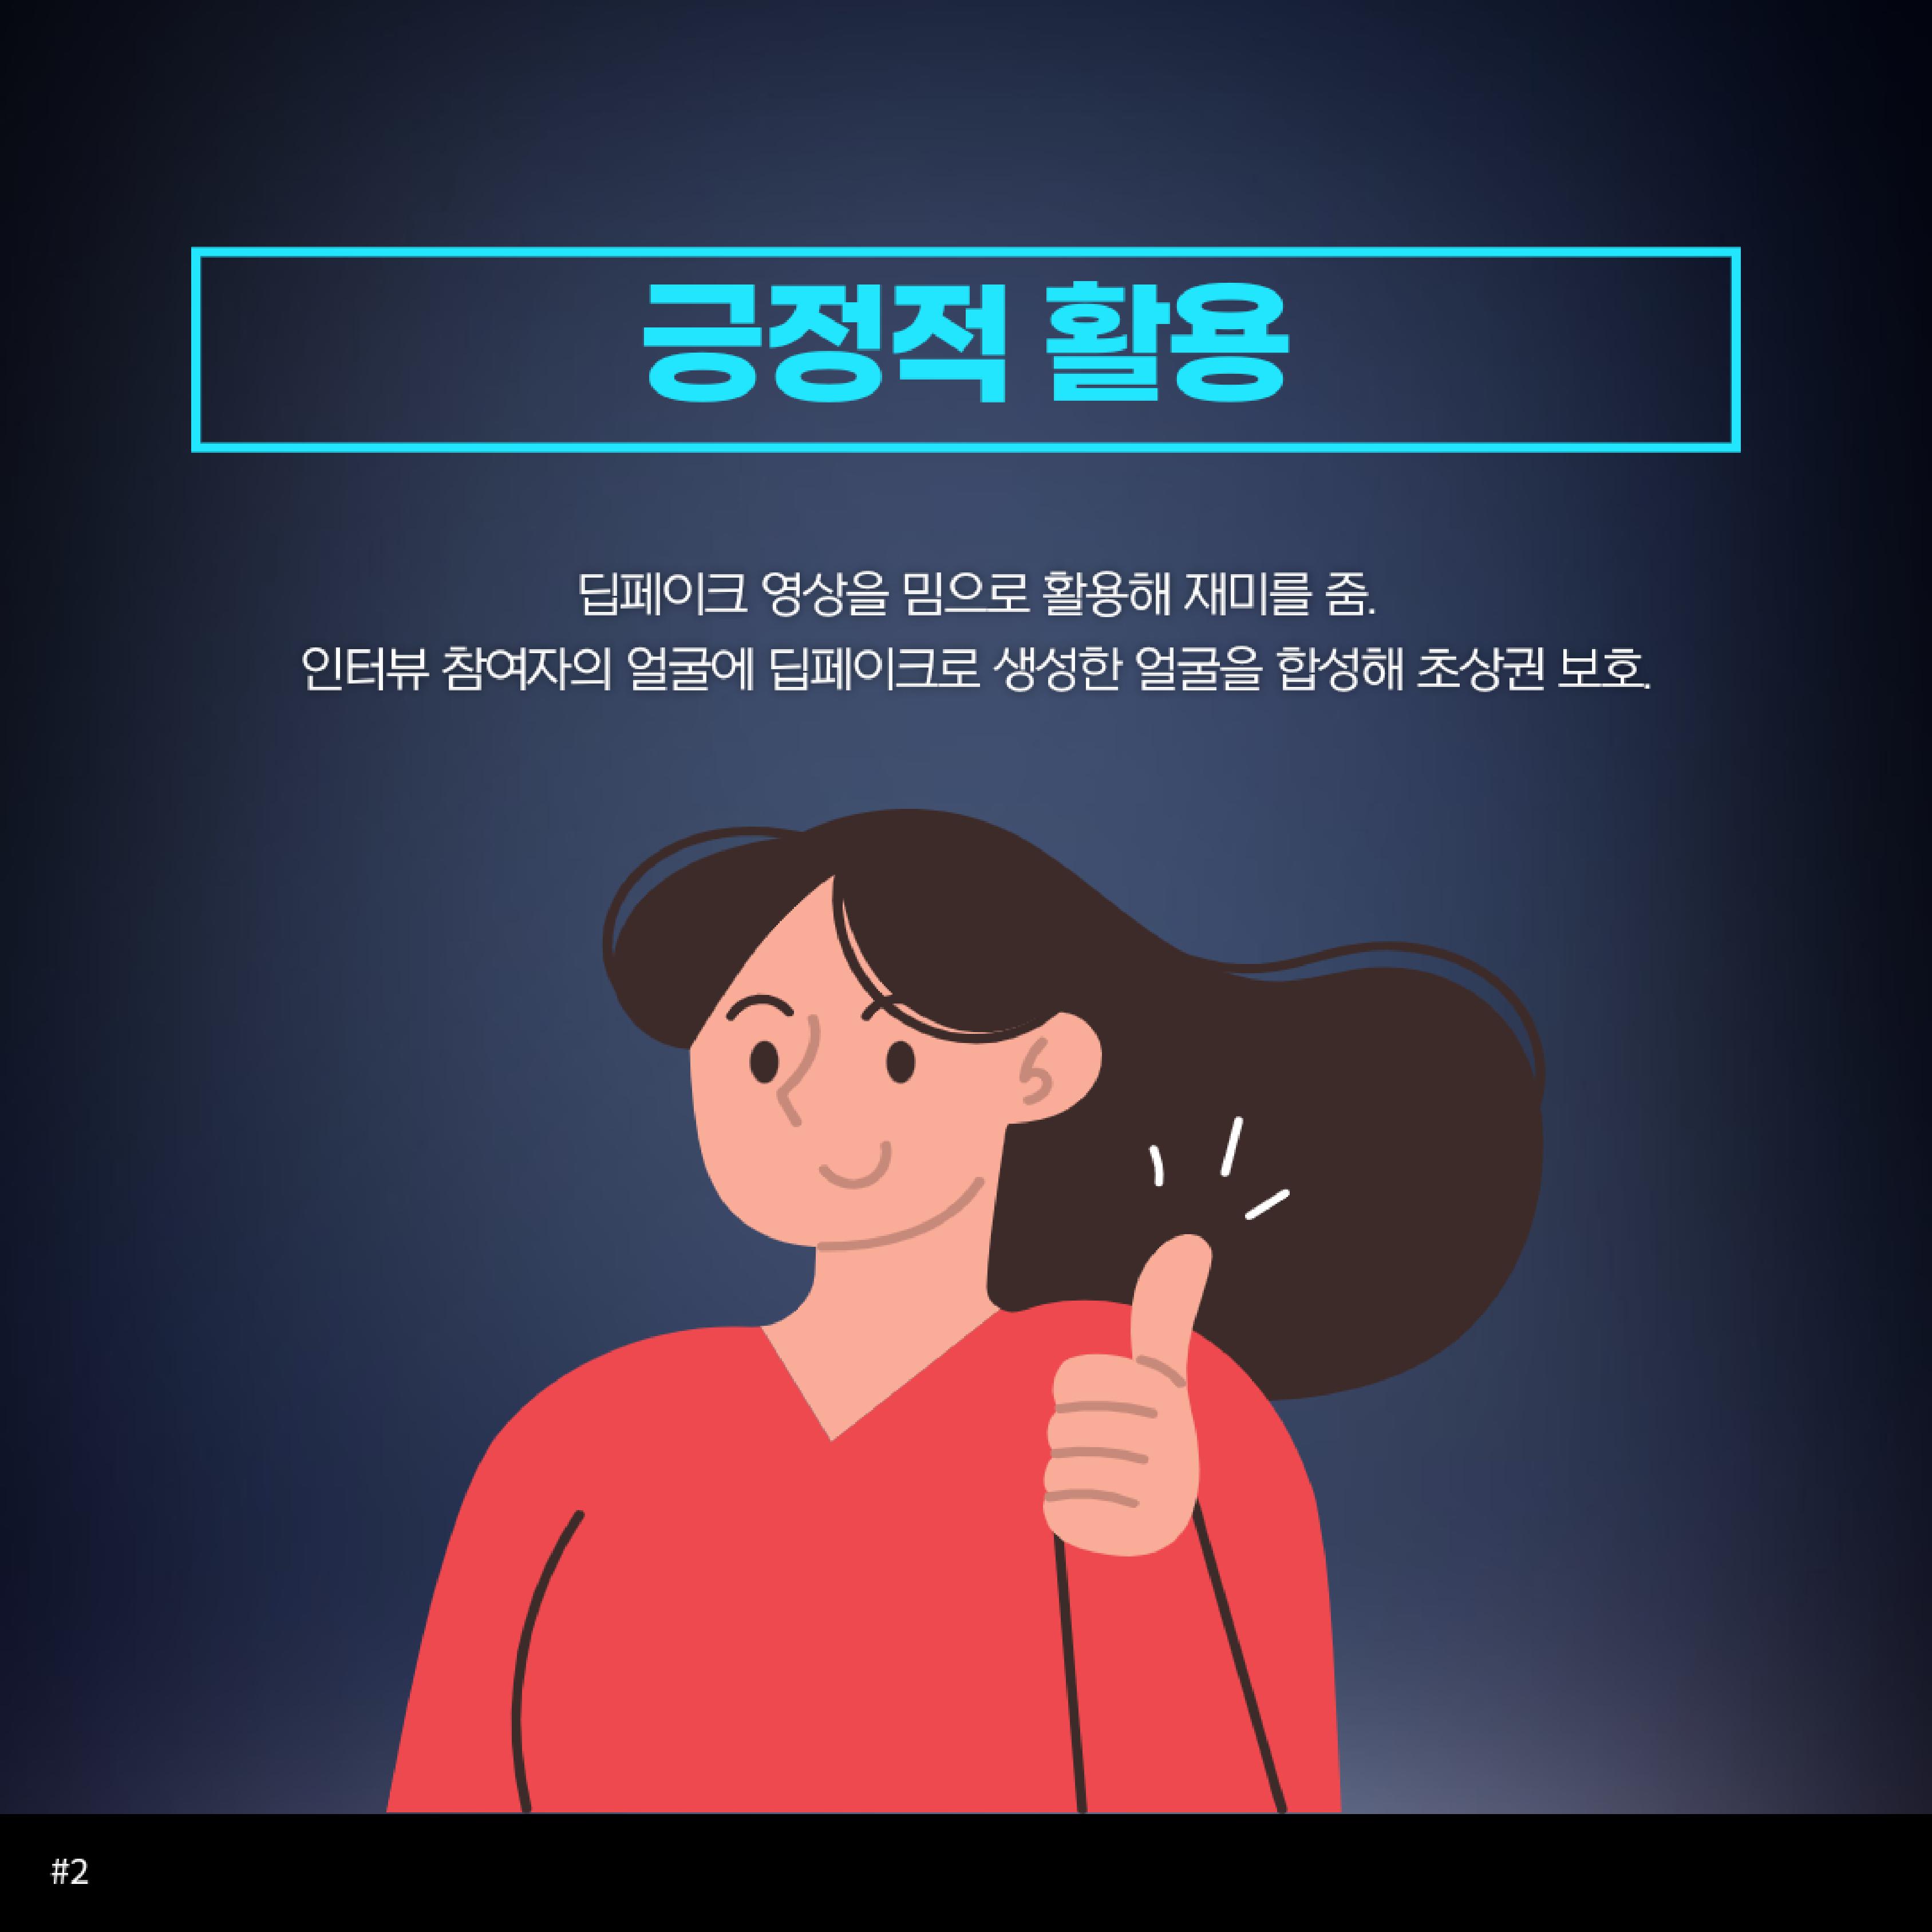 긍정적 활용
딥페이크 영상을 밈으로 활용해 재미를 줌.
인터뷰 참여자의 얼굴에 딥페이크로 생성한 얼굴을 합성해 초상권 보호.
#2